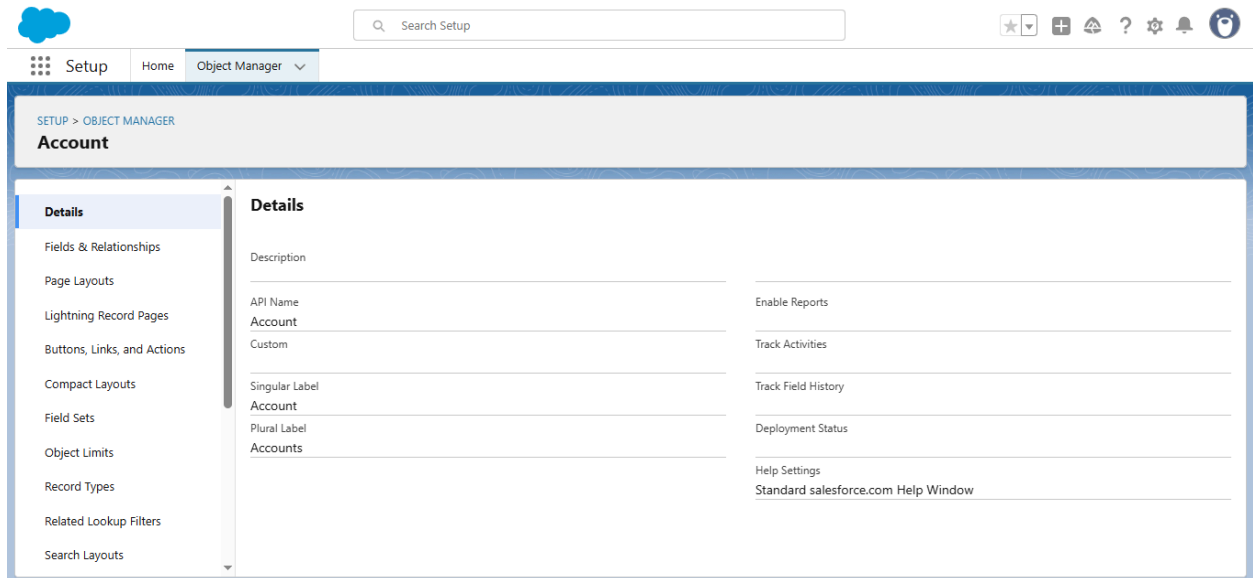 Search Setup
Setup Home Object Manager
SETUP > OBJECT MANAGER
Account
Details
Fields & Relationships
Page Layouts
Lightning Record Pages
Buttons, Links, and Actions
Compact Layouts
Field Sets
Object Limits
Record Types
Related Lookup Filters
Search Layouts
Details
Description
API Name
Account
Custom
Singular Label
Account
Plural Label
Accounts
Enable Reports
Track Activities
Track Field History
Deployment Status
Help Settings
Standard salesforce.com Help Window